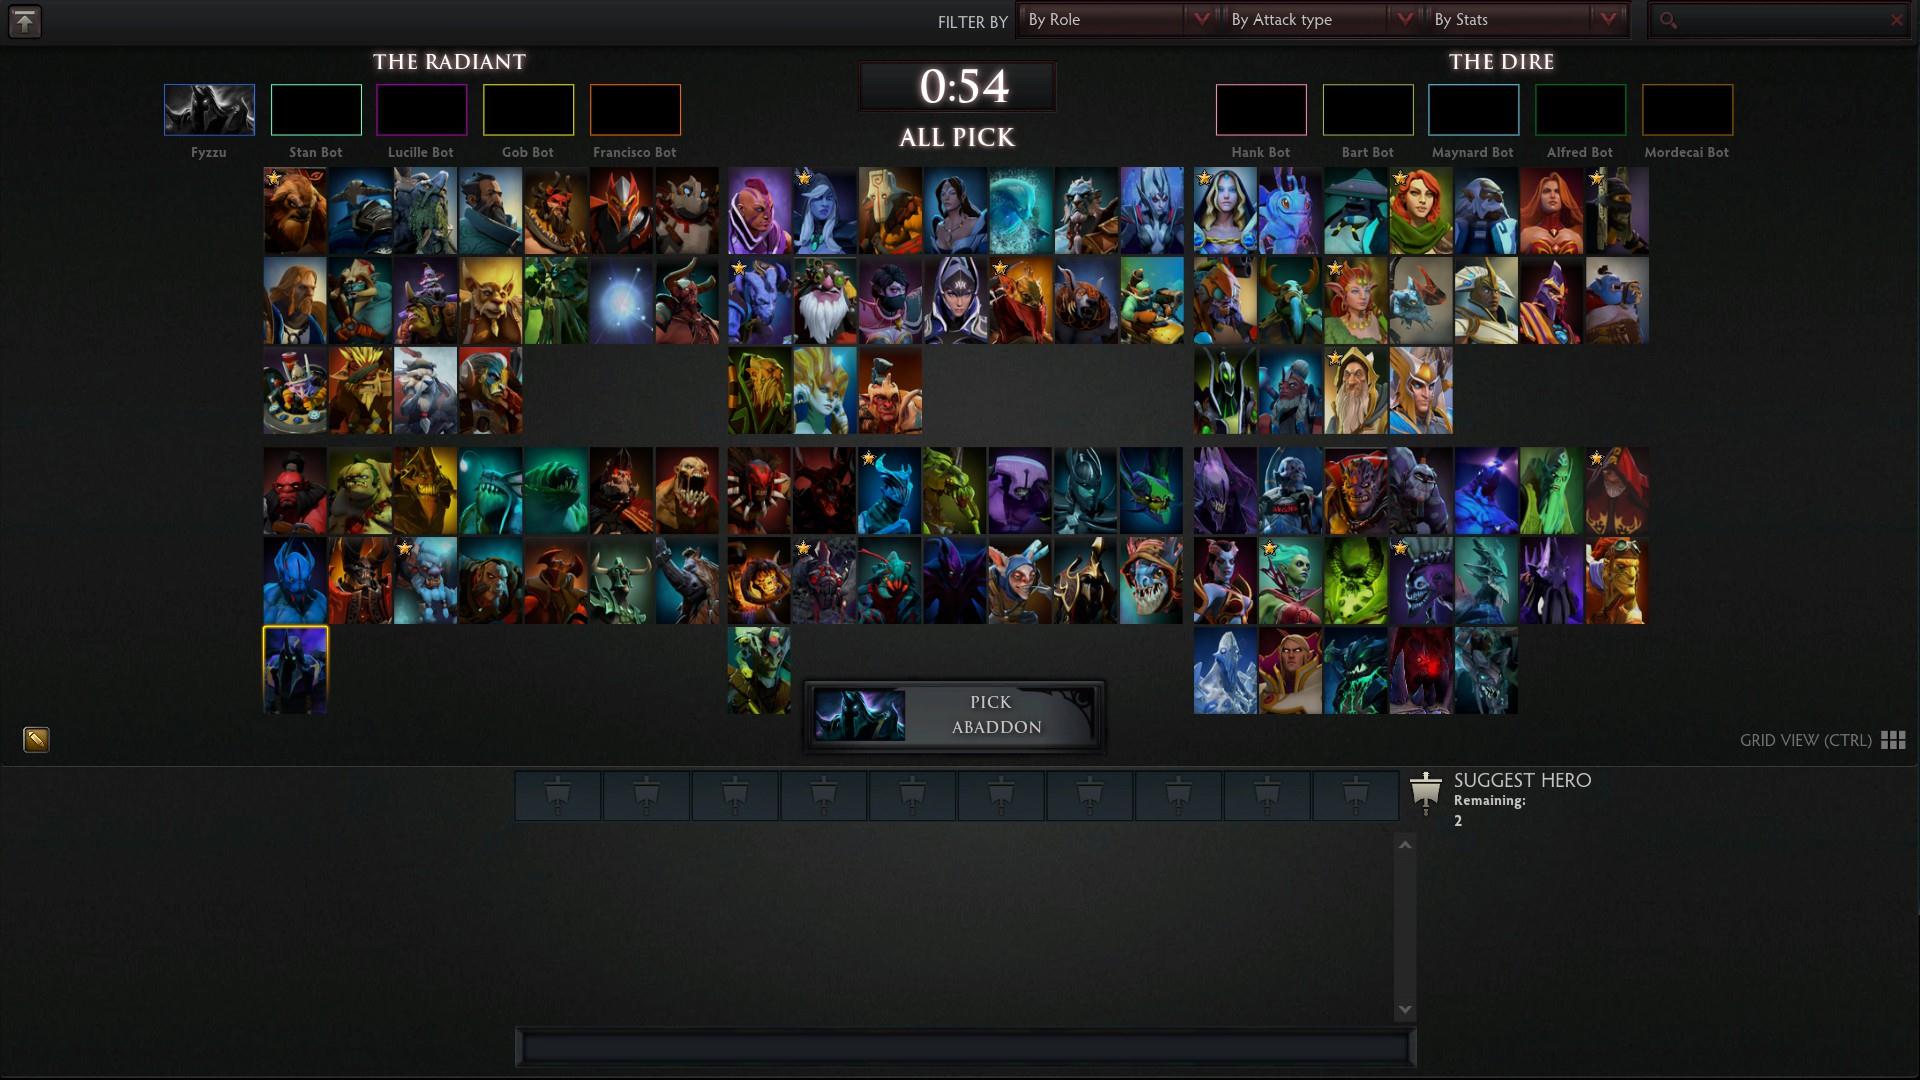 FILTER BY
By Role
By Attack type
By Stats
THE RADIANT
0:54
THE DIRE
Fyzzu
Stan Bot
Lucille Bot
Gob Bot
Francisco Bot
ALL PICK
Hank Bot
Bart Bot
Maynard Bot
Alfred Bot
Mordecai Bot
PICK
ABADDON
GRID VIEW (CTRL)
SUGGEST HERO
Remaining:
2